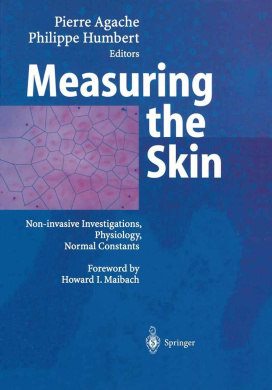 Pierre Agache
Philippe Humbert
Editors
Measuring
the
Skin
Non-invasive Investigations,
Physiology,
Normal Constants
Foreword by
Howard I. Maibach
Springer